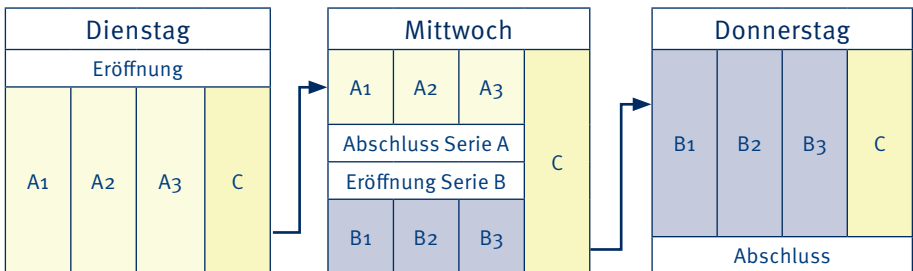 Dienstag
Eröffnung
A1 A2 A3 C
Mittwoch
A1 A2 A3
Abschluss Serie A
Eröffnung Serie B
C
B1 B2 B3
Donnerstag
B1 B2 B3 C
Abschluss